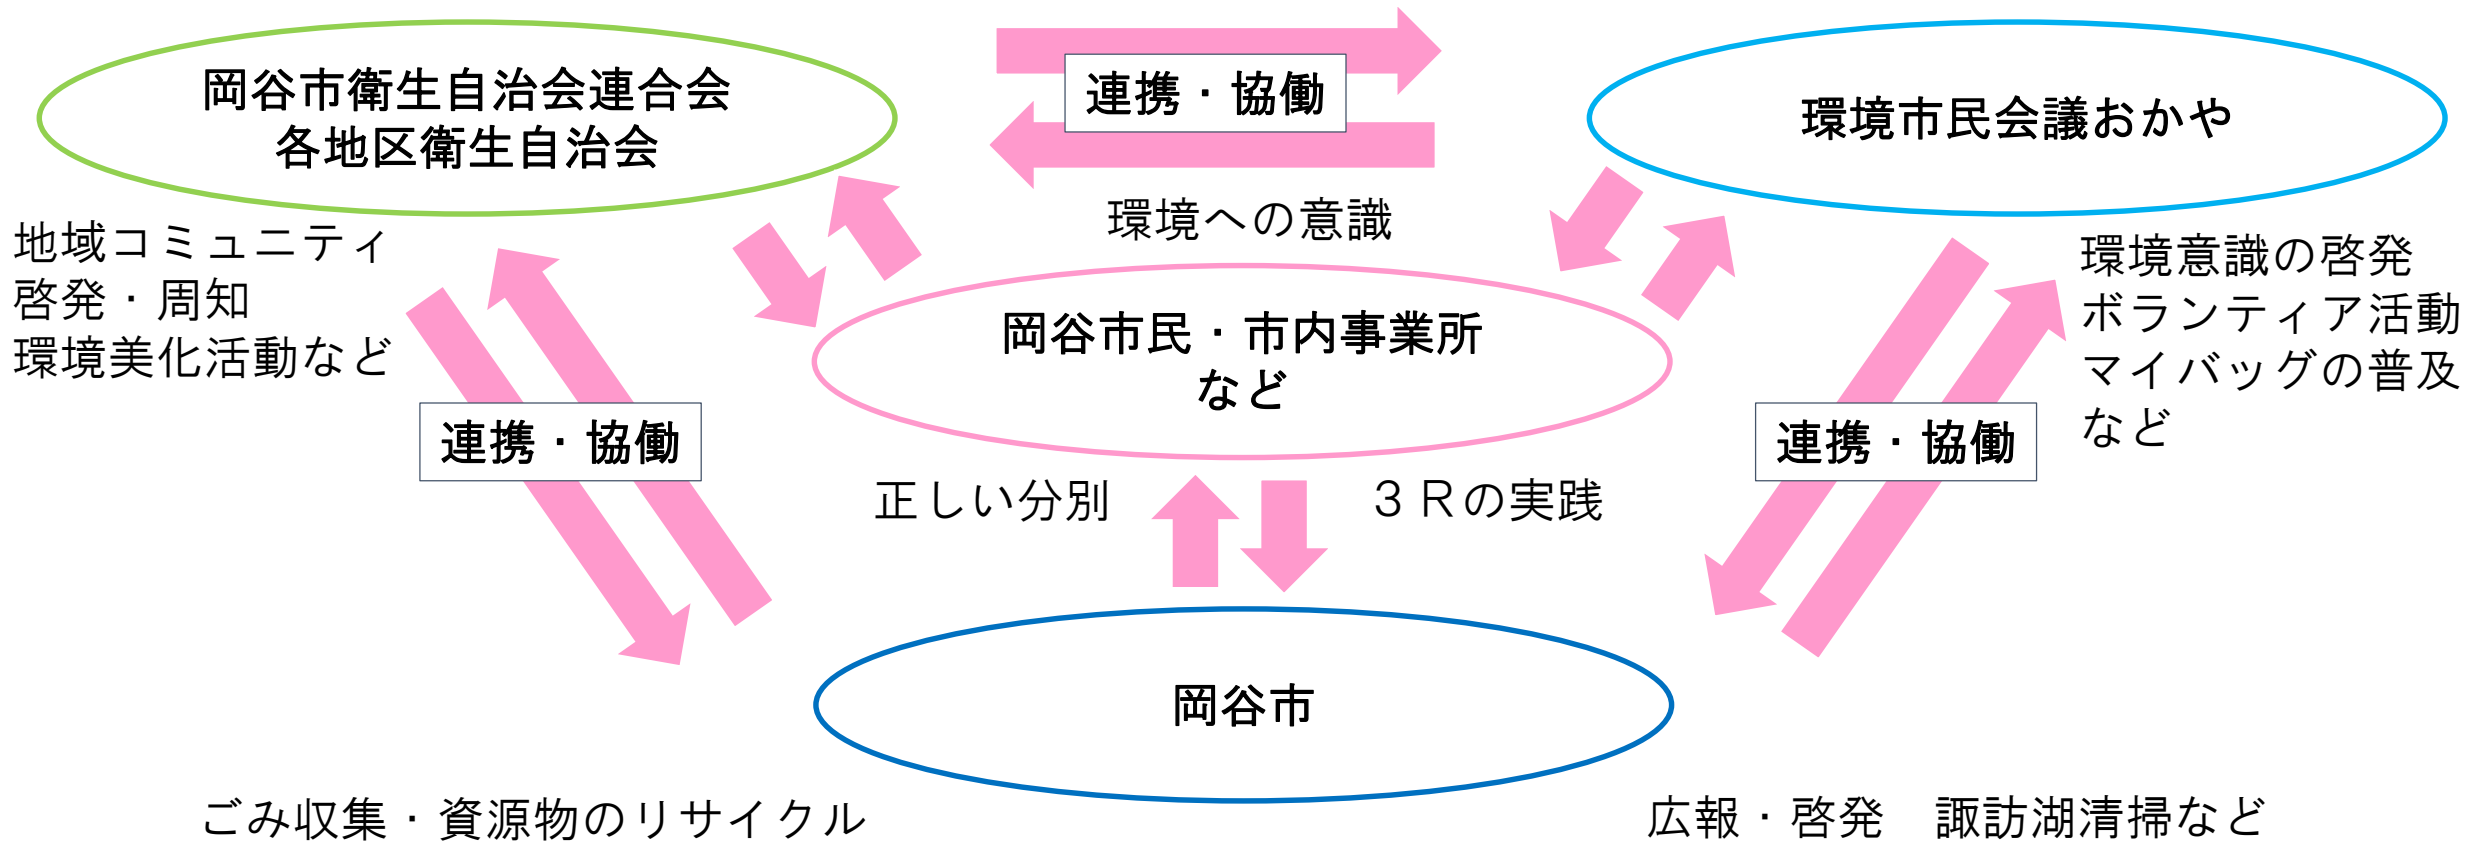 岡谷市衛生自治会連合会
各地区衛生自治会
連携・協働
環境市民会議おかや
地域コミュニティ
啓発・周知
環境美化活動など
環境への意識
環境意識の啓発
ボランティア活動
マイバッグの普及
など
岡谷市民・市内事業所
など
連携・協働
連携・協働
正しい分別
３Ｒの実践
岡谷市
ごみ収集・資源物のリサイクル
広報・啓発　諏訪湖清掃など